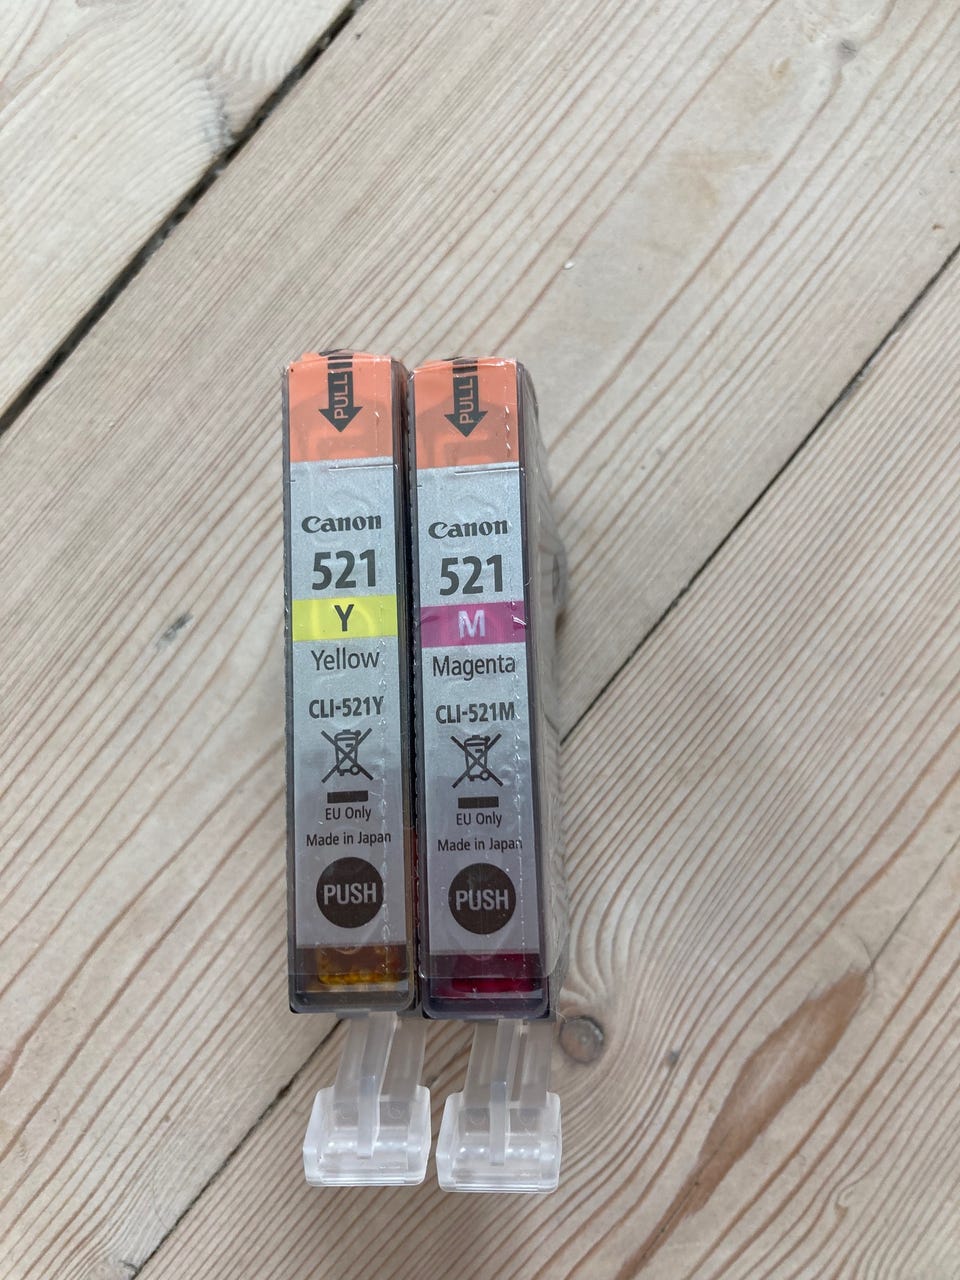 PULL
Canon
521
Y
Yellow
CLI-521Y
EU Only
Made in Japan
PUSH
PULL
Canon
521
M
Magenta
CLI-521M
EU Only
Made in Japan
PUSH